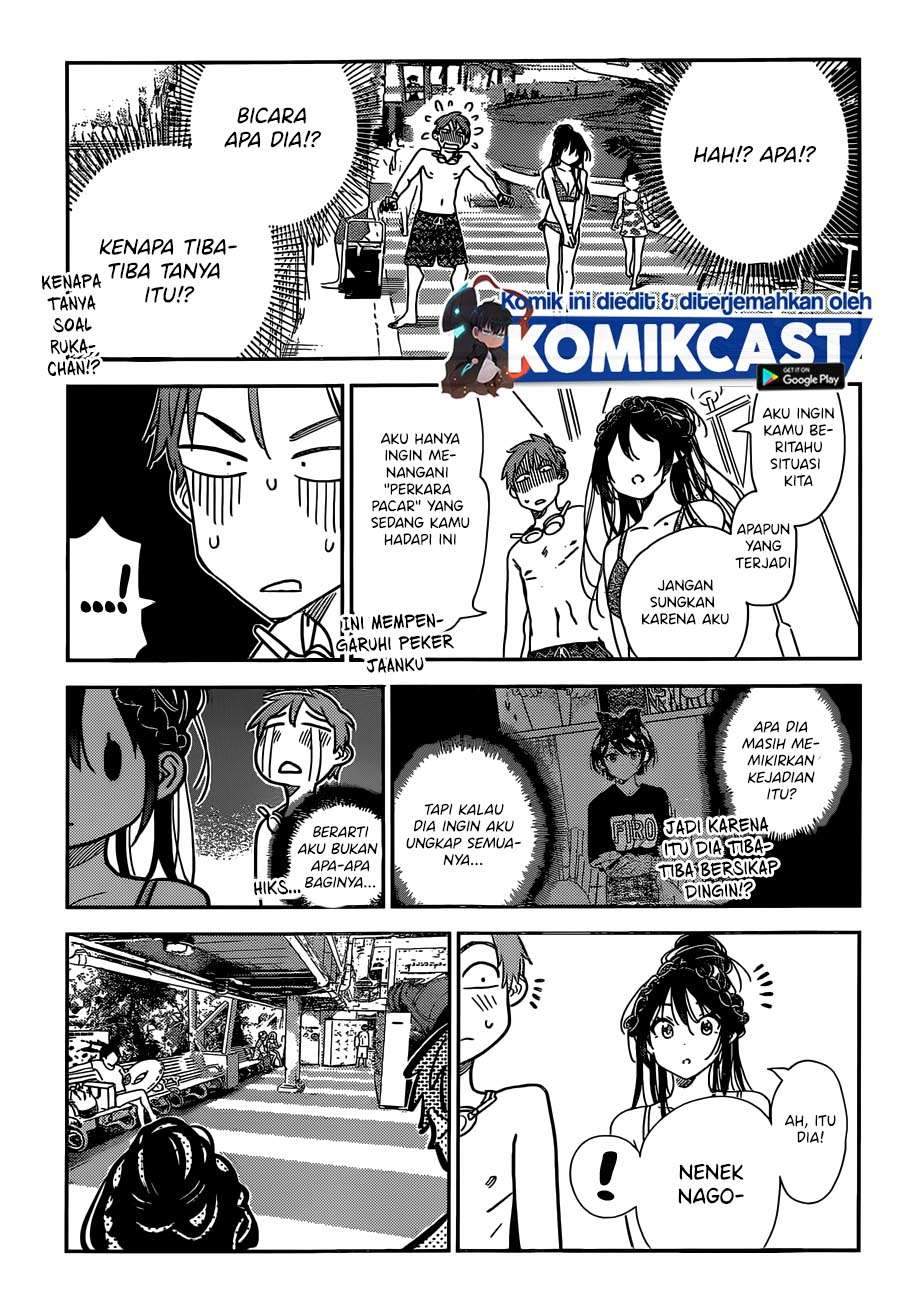 HAH!? APA!?
BICARA
APA DIA!?
KENAPA TIBA-
TIBA TANYA
ITU!?
KENAPA
TANYA
SOAL
RUKA-
CHAN!?
Komik ini diedit & diterjemahkan oleh
KOMIKCAST
GET IT ON
Google Play
AKU INGIN
KAMU BE-
RITAHU
SITUASI
KITA
APAPUN
YANG
TERJADI
JANGAN
SUNGKAN
KARENA AKU
AKU HANYA
INGIN ME-
NANGANI
"PERKARA
PACAR" YANG
SEDANG KAMU
HADAPI INI
INI MEMPEN-
GARUHI PEKER
JAANKU
....!
APA DIA
MASIH ME-
MIKIRKAN
KEJADIAN
ITU?
FIRO
JADI KARENA
ITU DIA TIBA-
TIBA BERSIKAP
DINGIN!?
TAPI KALAU
DIA INGIN AKU
UNGKAP SEMUA-
NYA...
BERARTI
AKU BUKAN
APA-APA
BAGINYA...
HIKS...
AH, ITU
DIA!
NENEK
NAGO-
!